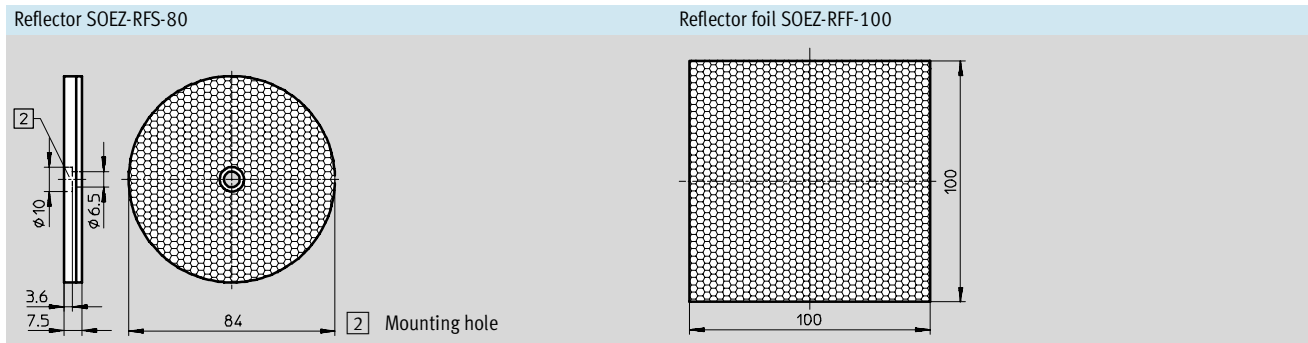 Reflector SOEZ-RFS-80
Reflector foil SOEZ-RFF-100
2
ø10
ø6.5
3.6
7.5
84
2 Mounting hole
100
100